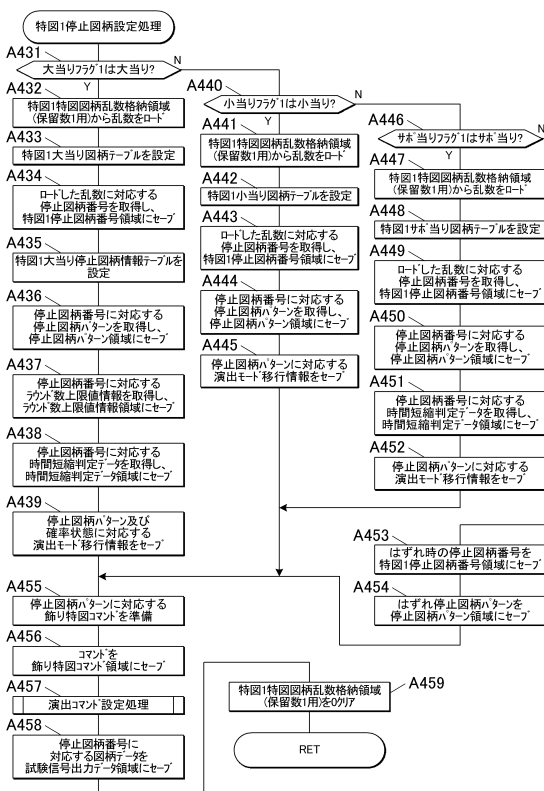 特図1停止図柄設定処理
A431
大当りフラグ1は大当り?
N
Y
A432
特図1特図図柄乱数格納領域
(保留数1用)から乱数をロード
A433
特図1大当り図柄テーブルを設定
A434
ロードした乱数に対応する
停止図柄番号を取得し、
特図1停止図柄番号領域にセーブ
A435
特図1大当り停止図柄情報テーブルを
設定
A436
停止図柄番号に対応する
停止図柄パターンを取得し、
停止図柄パターン領域にセーブ
A437
停止図柄番号に対応する
ラウンド数上限値情報を取得し、
ラウンド数上限値情報領域にセーブ
A438
停止図柄番号に対応する
時間短縮判定データを取得し、
時間短縮判定データ領域にセーブ
A439
停止図柄パターン及び
確率状態に対応する
演出モード移行情報をセーブ
A440
小当りフラグ1は小当り?
N
Y
A441
特図1特図図柄乱数格納領域
(保留数1用)から乱数をロード
A442
特図1小当り図柄テーブルを設定
A443
ロードした乱数に対応する
停止図柄番号を取得し、
特図1停止図柄番号領域にセーブ
A444
停止図柄番号に対応する
停止図柄パターンを取得し、
停止図柄パターン領域にセーブ
A445
停止図柄パターンに対応する
演出モード移行情報をセーブ
A446
サポ当りフラグ1はサポ当り?
N
Y
A447
特図1特図図柄乱数格納領域
(保留数1用)から乱数をロード
A448
特図1サポ当り図柄テーブルを設定
A449
ロードした乱数に対応する
停止図柄番号を取得し、
特図1停止図柄番号領域にセーブ
A450
停止図柄番号に対応する
停止図柄パターンを取得し、
停止図柄パターン領域にセーブ
A451
停止図柄番号に対応する
時間短縮判定データを取得し、
時間短縮判定データ領域にセーブ
A452
停止図柄パターンに対応する
演出モード移行情報をセーブ
A453
はずれ時の停止図柄番号を
特図1停止図柄番号領域にセーブ
A454
はずれ停止図柄パターンを
停止図柄パターン領域にセーブ
A455
停止図柄パターンに対応する
飾り特図コマンドを準備
A456
コマンドを
飾り特図コマンド領域にセーブ
A457
演出コマンド設定処理
A458
停止図柄番号に
対応する図柄データを
試験信号出力データ領域にセーブ
A459
特図1特図図柄乱数格納領域
(保留数1用)を0クリア
RET